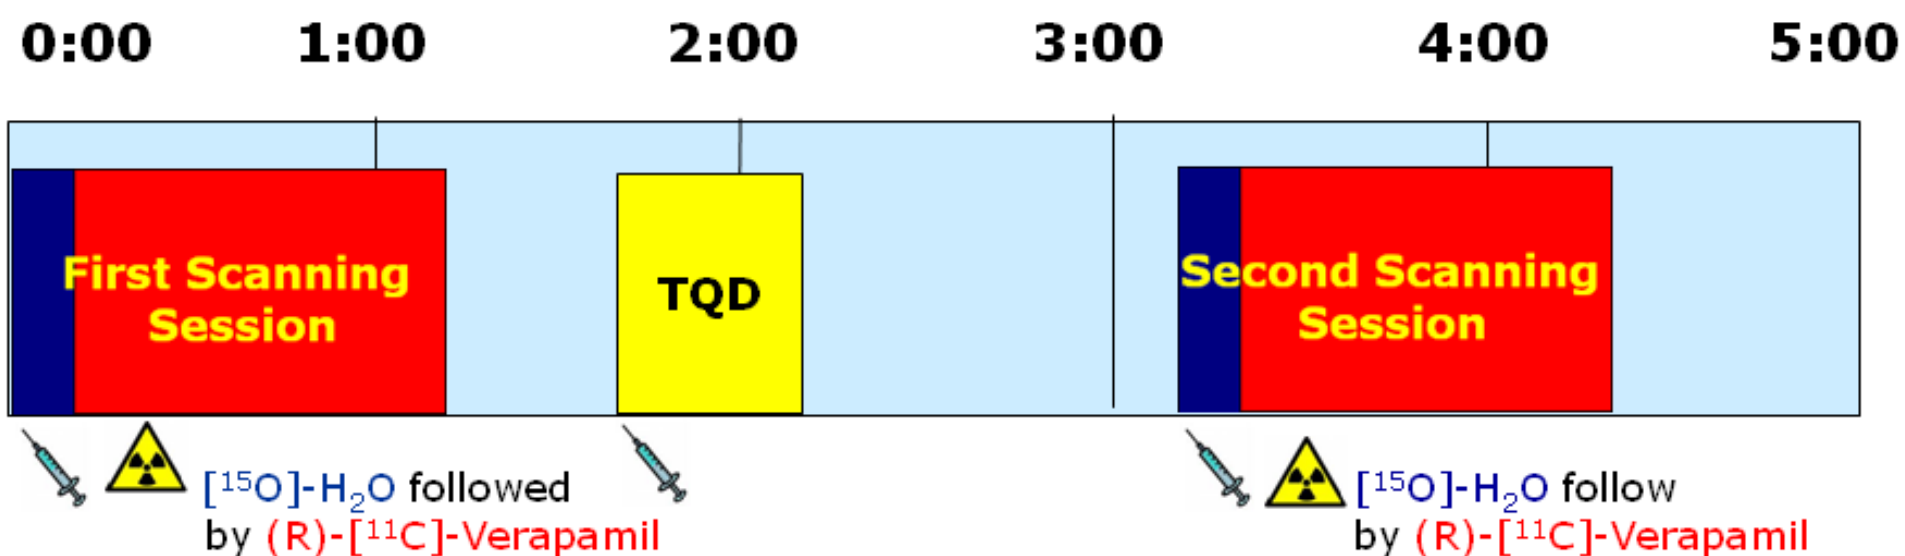 0:00 1:00 2:00 3:00 4:00 5:00
First Scanning
Session
TQD
Second Scanning
Session
[¹⁵O]-H₂O followed
by (R)-[¹¹C]-Verapamil
[¹⁵O]-H₂O follow
by (R)-[¹¹C]-Verapamil